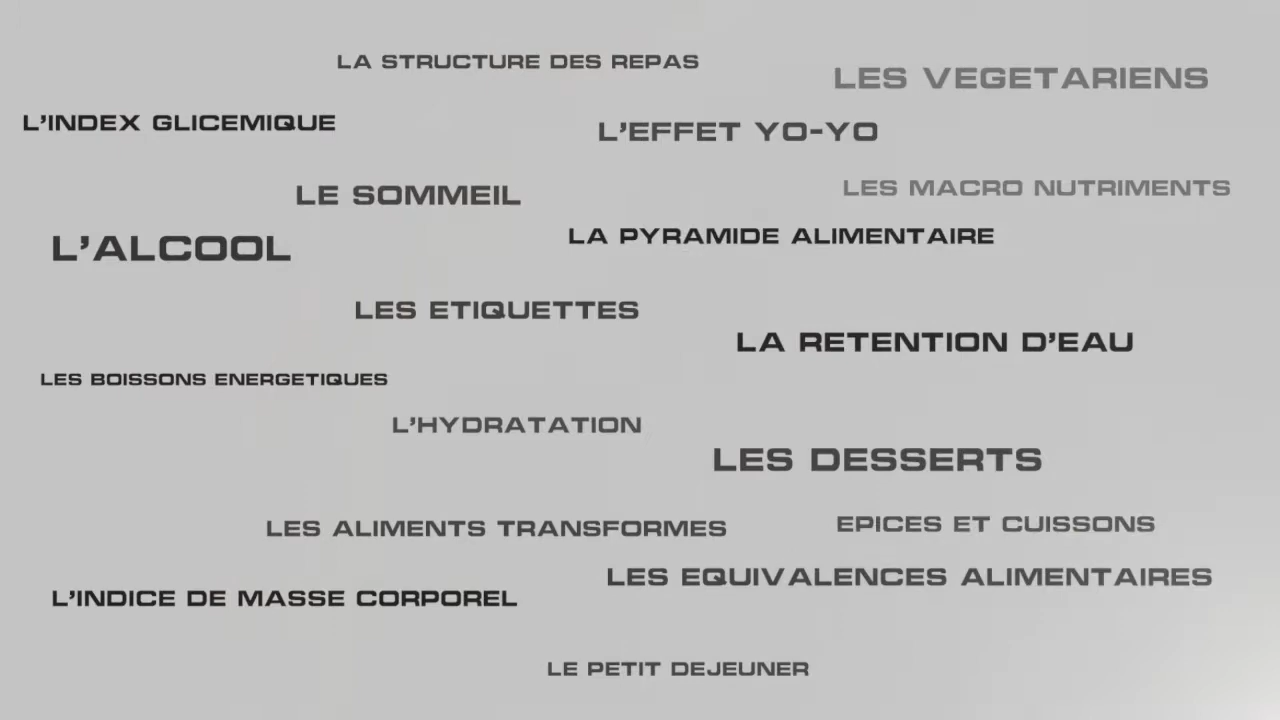 LA STRUCTURE DES REPAS
LES VEGETARIENS
L'INDEX GLICEMIQUE
L'EFFET YO-YO
LE SOMMEIL
LES MACRO NUTRIMENTS
L'ALCOOL
LA PYRAMIDE ALIMENTAIRE
LES ETIQUETTES
LA RETENTION D'EAU
LES BOISSONS ENERGETIQUES
L'HYDRATATION
LES DESSERTS
LES ALIMENTS TRANSFORMES
EPICES ET CUISSONS
LES EQUIVALENCES ALIMENTAIRES
L'INDICE DE MASSE CORPOREL
LE PETIT DEJEUNER